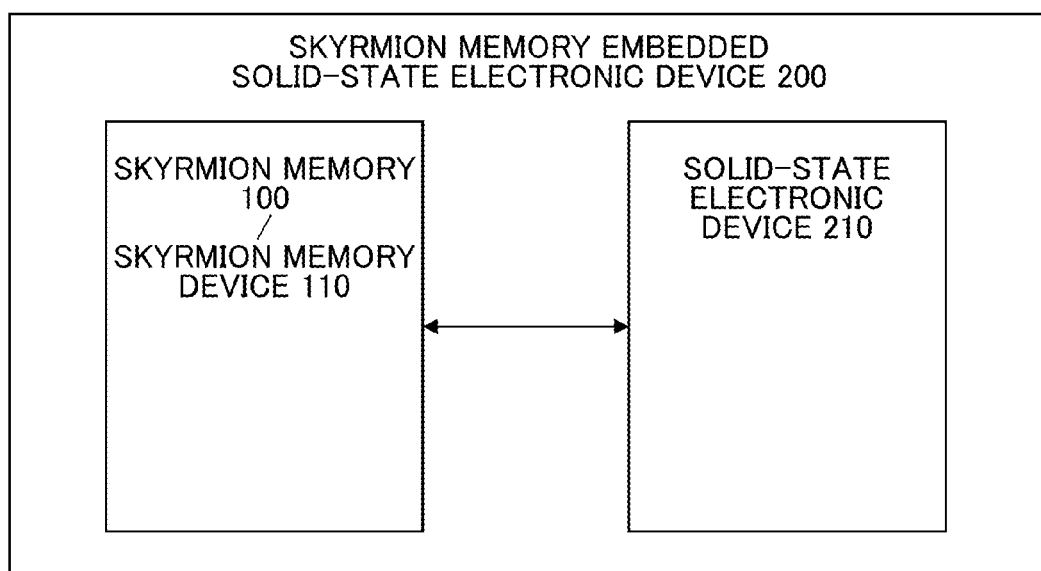 SKYRMION MEMORY EMBEDDED
SOLID-STATE ELECTRONIC DEVICE 200
SKYRMION MEMORY
100
/
SKYRMION MEMORY
DEVICE 110
SOLID-STATE
ELECTRONIC
DEVICE 210